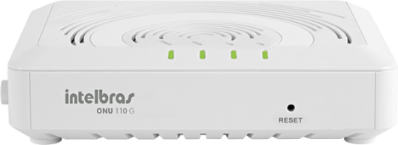 intelbras
ONU 110 G
RESET